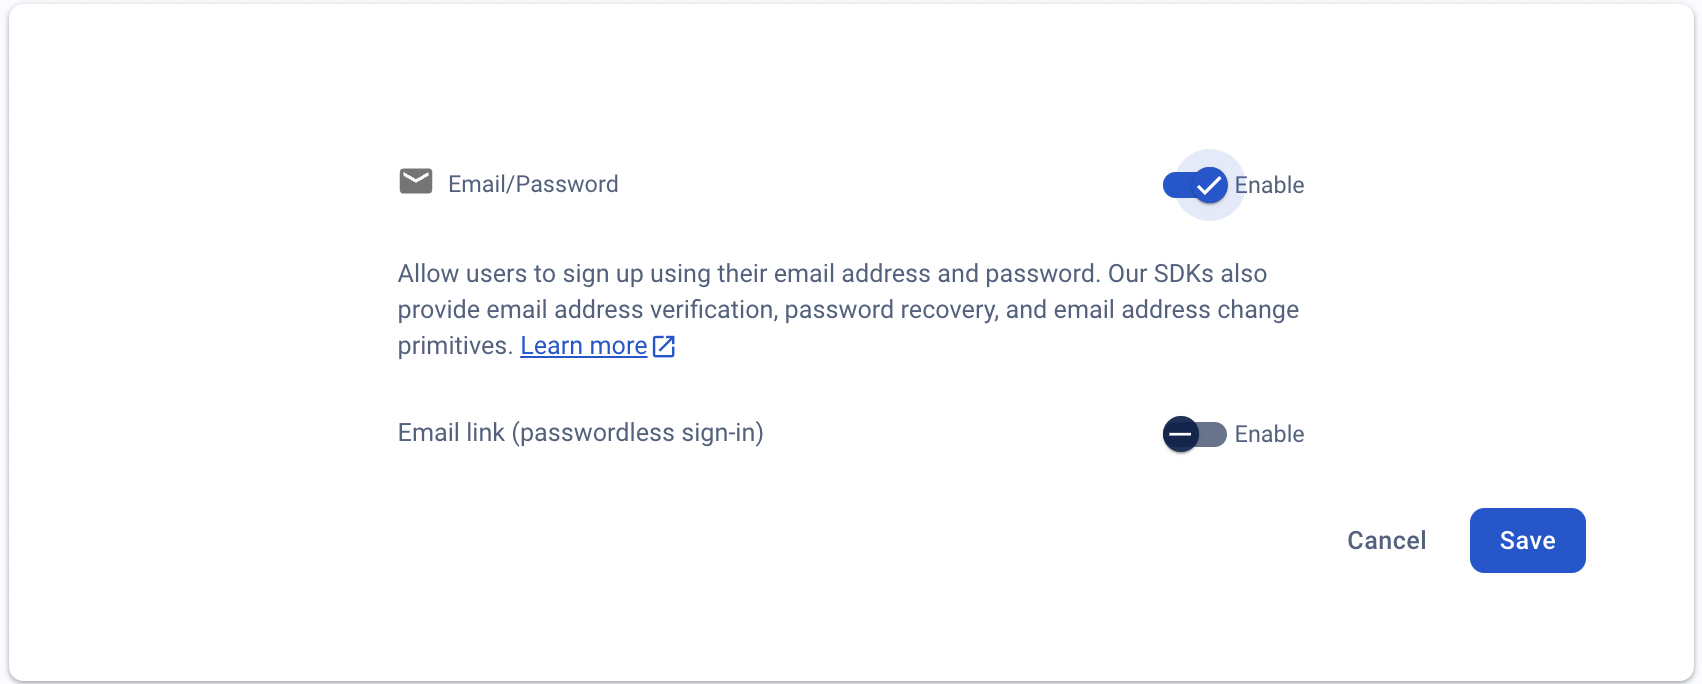 Email/Password
Enable
Allow users to sign up using their email address and password. Our SDKs also
provide email address verification, password recovery, and email address change
primitives. Learn more
Email link (passwordless sign-in)
Enable
Cancel
Save